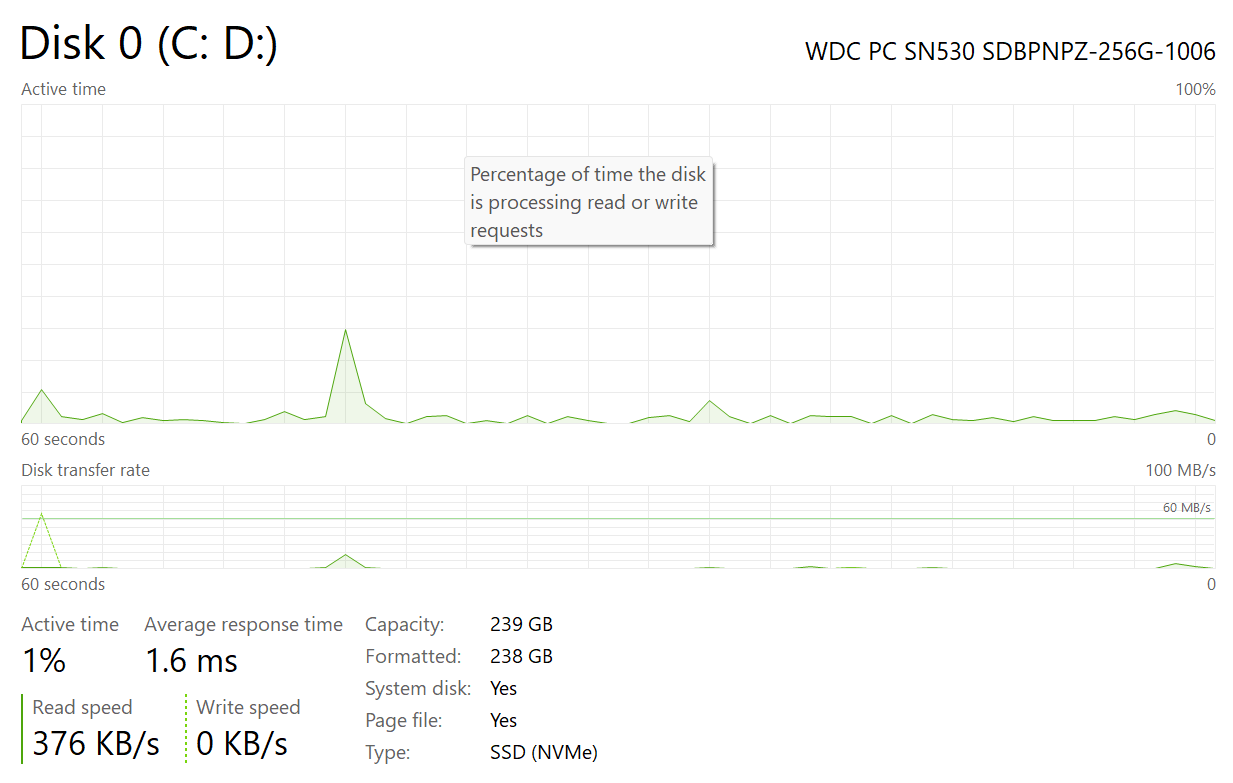 Disk 0 (C: D:)
WDC PC SN530 SDBPNPZ-256G-1006
Active time
100%
Percentage of time the disk
is processing read or write
requests
60 seconds
0
Disk transfer rate
100 MB/s
60 MB/s
60 seconds
0
Active time
Average response time
1%
1.6 ms
Read speed
Write speed
376 KB/s
0 KB/s
Capacity:
239 GB
Formatted:
238 GB
System disk:
Yes
Page file:
Yes
Type:
SSD (NVMe)